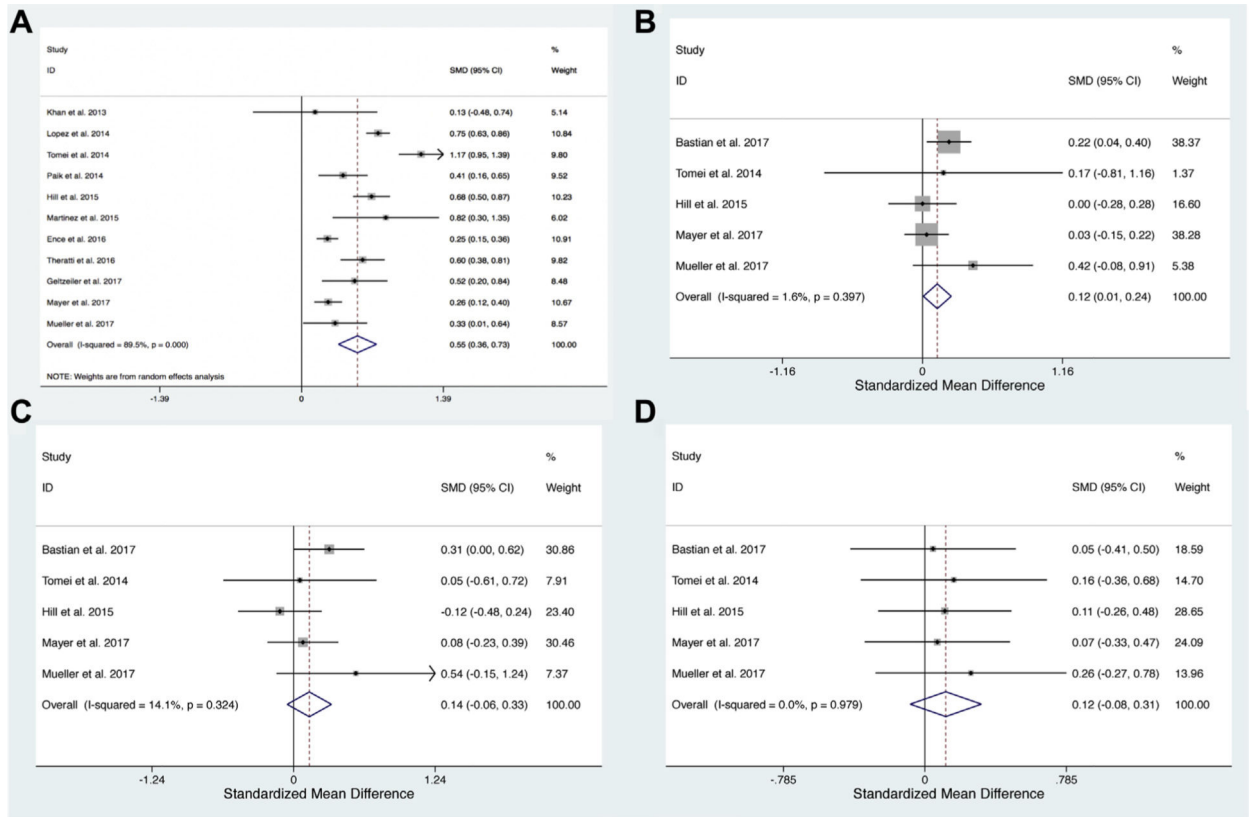 A
Study %
ID SMD (95% CI) Weight
Khan et al. 2013 0.13 (-0.48, 0.74) 5.14
Lopez et al. 2014 0.75 (0.63, 0.86) 10.84
Tomei et al. 2014 1.17 (0.95, 1.39) 9.80
Paik et al. 2014 0.41 (0.16, 0.65) 9.52
Hill et al. 2015 0.68 (0.50, 0.87) 10.23
Martinez et al. 2015 0.82 (0.30, 1.35) 6.02
Ence et al. 2016 0.25 (0.15, 0.36) 10.91
Theratti et al. 2016 0.60 (0.38, 0.81) 9.82
Geltzeiler et al. 2017 0.52 (0.20, 0.84) 8.48
Mayer et al. 2017 0.26 (0.12, 0.40) 10.67
Mueller et al. 2017 0.33 (0.01, 0.64) 8.57
Overall (I-squared = 89.5%, p = 0.000) 0.55 (0.36, 0.73) 100.00
NOTE: Weights are from random effects analysis
-1.39 0 1.39
B
Study %
ID SMD (95% CI) Weight
Bastian et al. 2017 0.22 (0.04, 0.40) 38.37
Tomei et al. 2014 0.17 (-0.81, 1.16) 1.37
Hill et al. 2015 0.00 (-0.28, 0.28) 16.60
Mayer et al. 2017 0.03 (-0.15, 0.22) 38.28
Mueller et al. 2017 0.42 (-0.08, 0.91) 5.38
Overall (I-squared = 1.6%, p = 0.397) 0.12 (0.01, 0.24) 100.00
-1.16 0 1.16
Standardized Mean Difference
C
Study %
ID SMD (95% CI) Weight
Bastian et al. 2017 0.31 (0.00, 0.62) 30.86
Tomei et al. 2014 0.05 (-0.61, 0.72) 7.91
Hill et al. 2015 -0.12 (-0.48, 0.24) 23.40
Mayer et al. 2017 0.08 (-0.23, 0.39) 30.46
Mueller et al. 2017 0.54 (-0.15, 1.24) 7.37
Overall (I-squared = 14.1%, p = 0.324) 0.14 (-0.06, 0.33) 100.00
-1.24 0 1.24
Standardized Mean Difference
D
Study %
ID SMD (95% CI) Weight
Bastian et al. 2017 0.05 (-0.41, 0.50) 18.59
Tomei et al. 2014 0.16 (-0.36, 0.68) 14.70
Hill et al. 2015 0.11 (-0.26, 0.48) 28.65
Mayer et al. 2017 0.07 (-0.33, 0.47) 24.09
Mueller et al. 2017 0.26 (-0.27, 0.78) 13.96
Overall (I-squared = 0.0%, p = 0.979) 0.12 (-0.08, 0.31) 100.00
-.785 0 .785
Standardized Mean Difference